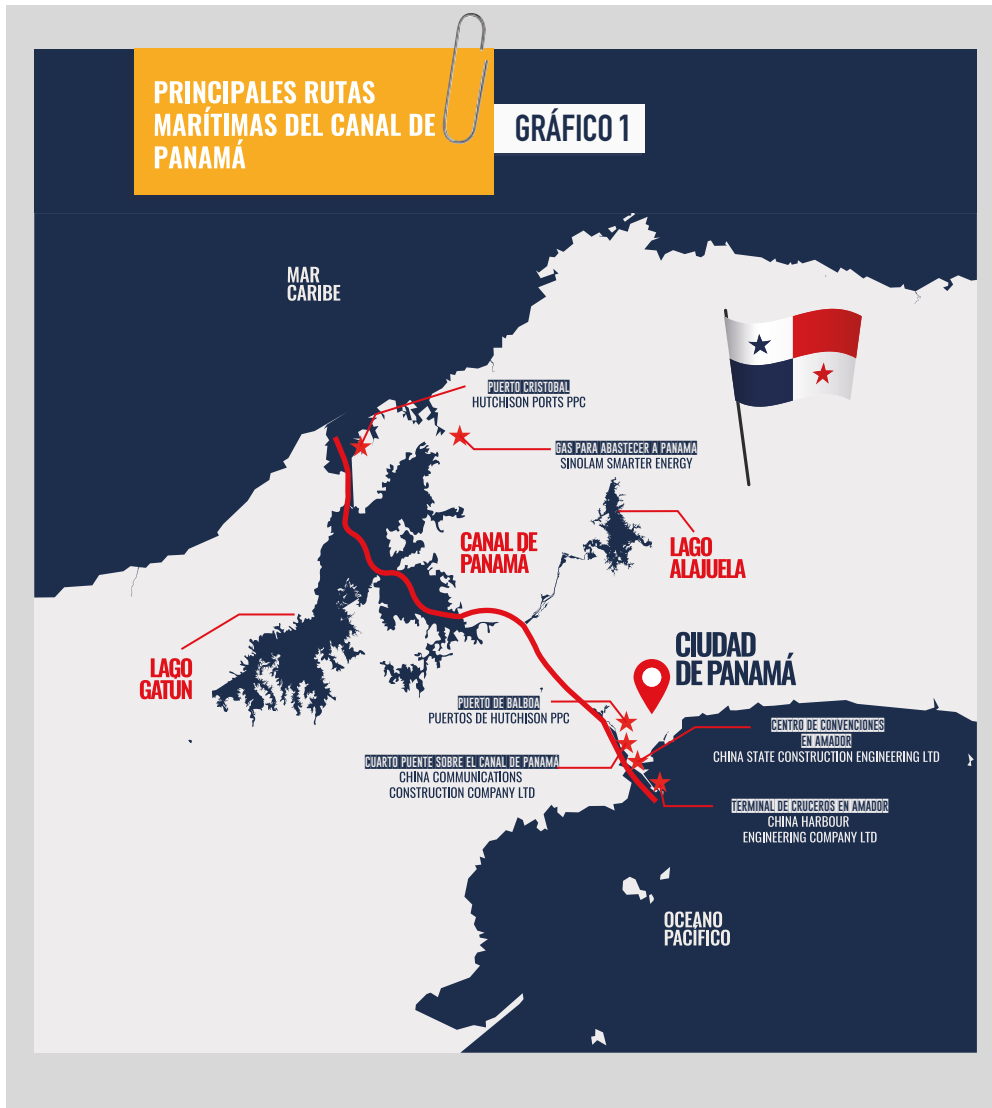 PRINCIPALES RUTAS
MARÍTIMAS DEL CANAL DE
PANAMÁ
GRÁFICO 1
MAR
CARIBE
PUERTO CRISTOBAL
HUTCHISON PORTS PPC
GAS PARA ABASTECER A PANAMA
SINOLAM SMARTER ENERGY
CANAL DE
PANAMÁ
LAGO
ALAJUELA
LAGO
GATÚN
CIUDAD
DE PANAMÁ
PUERTO DE BALBOA
PUERTOS DE HUTCHISON PPC
CUARTO PUENTE SOBRE EL CANAL DE PANAMÁ
CHINA COMMUNICATIONS
CONSTRUCTION COMPANY LTD
CENTRO DE CONVENCIONES
EN AMADOR
CHINA STATE CONSTRUCTION ENGINEERING LTD
TERMINAL DE CRUCEROS EN AMADOR
CHINA HARBOUR
ENGINEERING COMPANY LTD
OCEANO
PACÍFICO